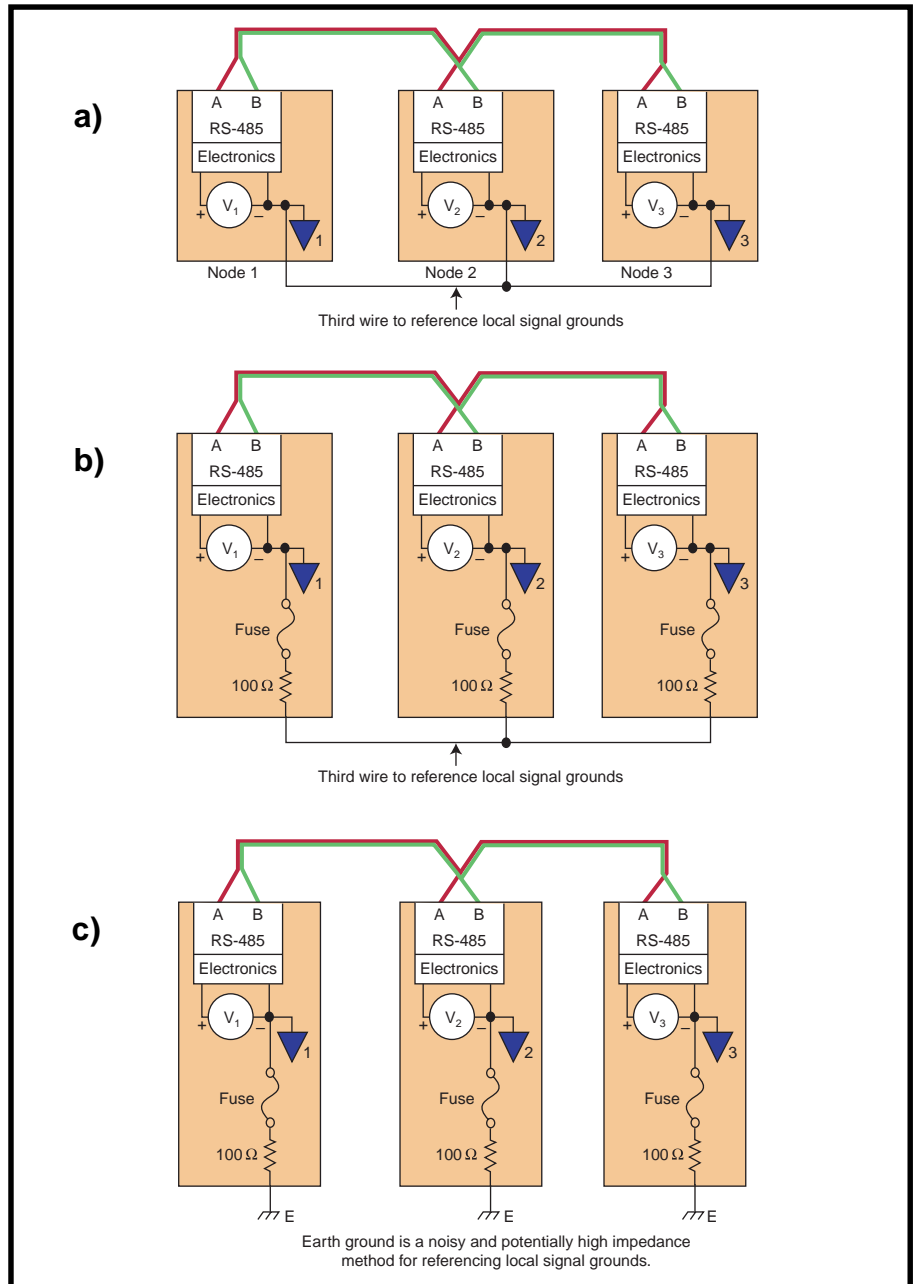 a)
A B A B A B
RS-485 RS-485 RS-485
Electronics Electronics Electronics
+ V1 – 1 + V2 – 2 + V3 – 3
Node 1 Node 2 Node 3
Third wire to reference local signal grounds
b)
A B A B A B
RS-485 RS-485 RS-485
Electronics Electronics Electronics
+ V1 – 1 + V2 – 2 + V3 – 3
Fuse Fuse Fuse
100 Ω 100 Ω 100 Ω
Third wire to reference local signal grounds
c)
A B A B A B
RS-485 RS-485 RS-485
Electronics Electronics Electronics
+ V1 – 1 + V2 – 2 + V3 – 3
Fuse Fuse Fuse
100 Ω 100 Ω 100 Ω
E E E
Earth ground is a noisy and potentially high impedance
method for referencing local signal grounds.